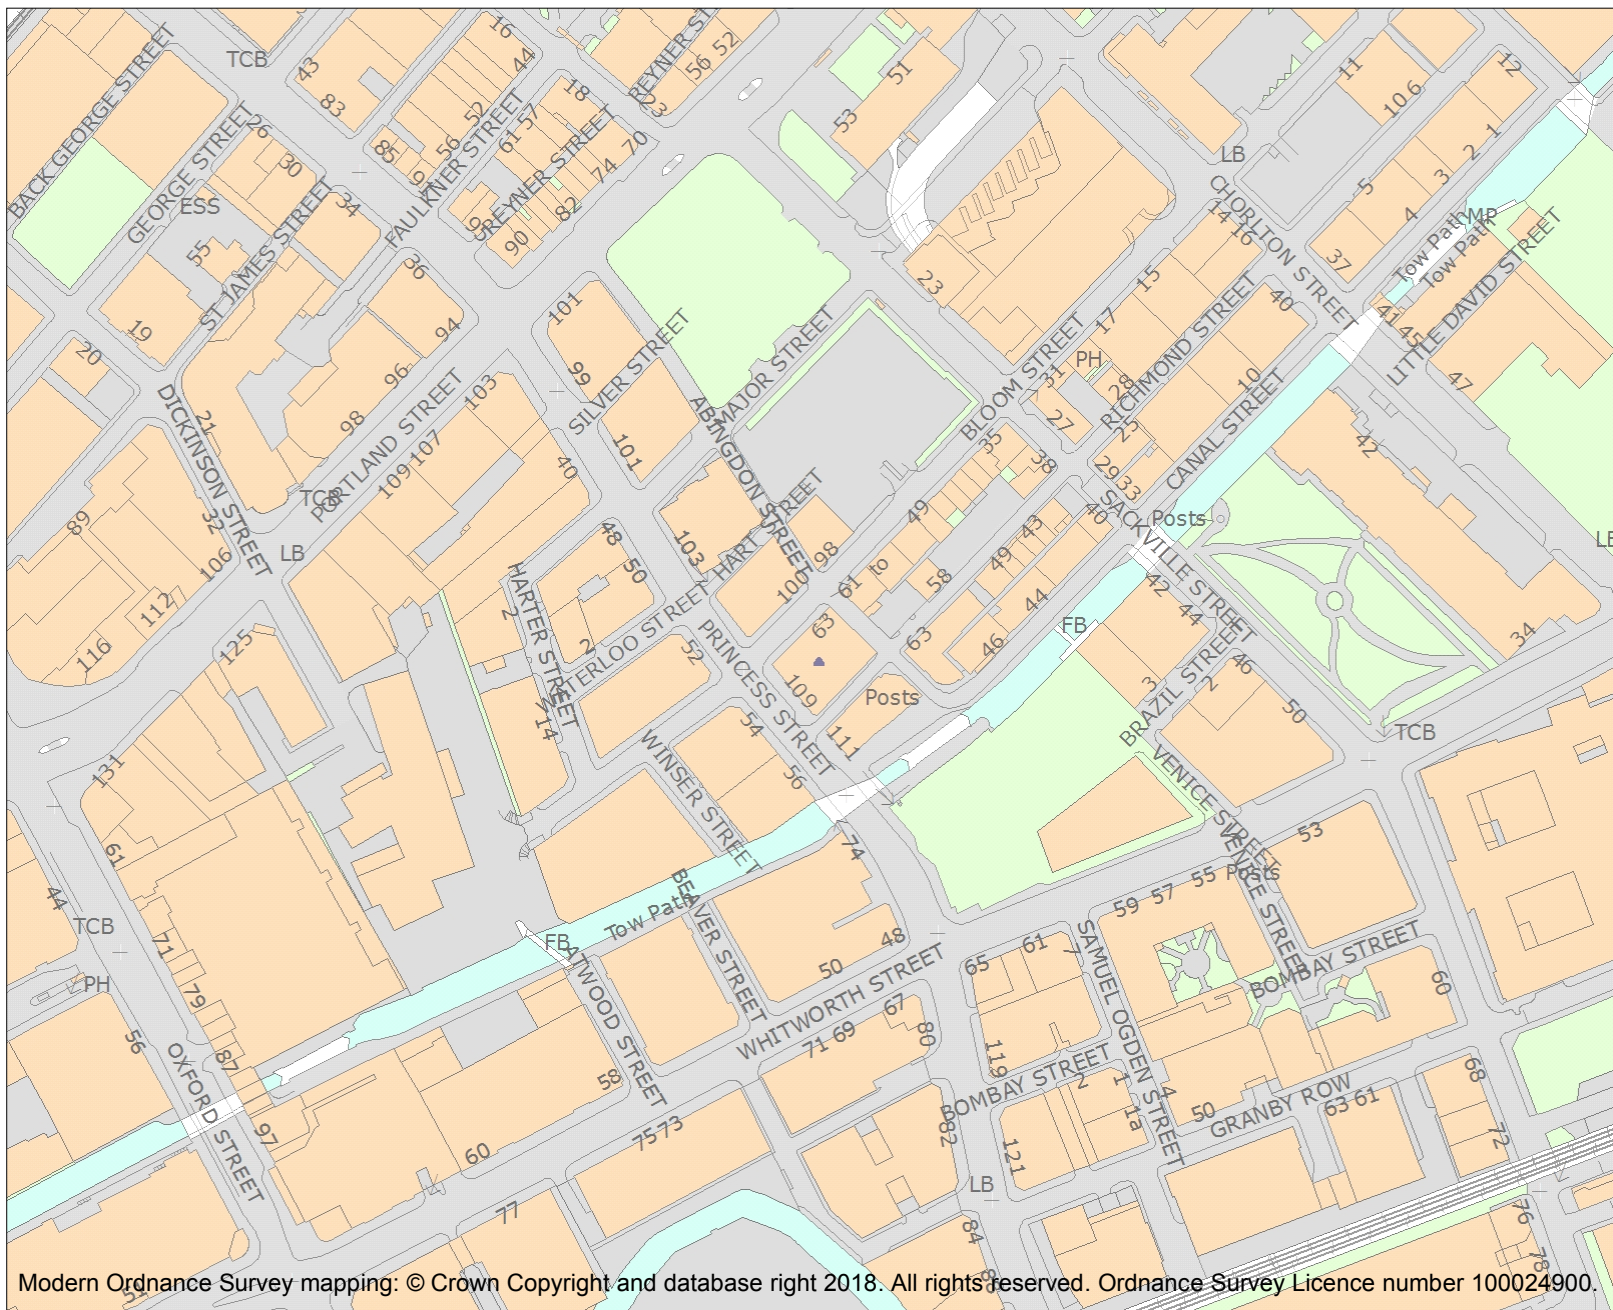 BACK GEORGE STREET
TCB
43
83
16
44
REYNER ST
56
52
23
18
51
53
11
10 6
12
GEORGE STREET
26
30
85
52
56
61 57
70
74
82
90
REYNER STREET
FAULKNER STREET
LB
1
2
3
4
5
ESS
55
34
36
ST JAMES STREET
CHORLTON STREET
14
16
MP
Tow Path
Tow Path
37
19
20
94
96
98
101
99
SILVER STREET
MAJOR STREET
23
15
17
40
41
45
LITTLE DAVID STREET
47
DICKINSON STREET
21
32
PORTLAND STREET
103
107
109
TCB
LB
101
40
ABINGDON STREET
BLOOM STREET
PH
31
27
28
RICHMOND STREET
25
10
CANAL STREET
42
89
106
112
116
125
48
50
103
HART STREET
98
100
49
35
38
29
33
40
SACKVILLE STREET
Posts
61 to
58
49
43
44
46
63
63
FB
42
44
46
34
HARTER STREET
2
2
14
WATERLOO STREET
52
PRINCESS STREET
109
111
Posts
3
2
BRAZIL STREET
50
TCB
131
WINSER STREET
54
56
74
VENICE STREET
VENICE STREET
Posts
53
55
57
59
61
44
TCB
71
79
87
PH
56
OXFORD STREET
97
FB
Tow Path
BEAVER STREET
ATWOOD STREET
48
50
WHITWORTH STREET
65
61
7
SAMUEL OGDEN STREET
BOMBAY STREET
60
67
71 69
80
119
BOMBAY STREET
2
1
1a
4
50
GRANBY ROW
63 61
68
72
58
60
75 73
77
82
121
LB
84
76
78
51
Modern Ordnance Survey mapping: © Crown Copyright and database right 2018. All rights reserved. Ordnance Survey Licence number 100024900.